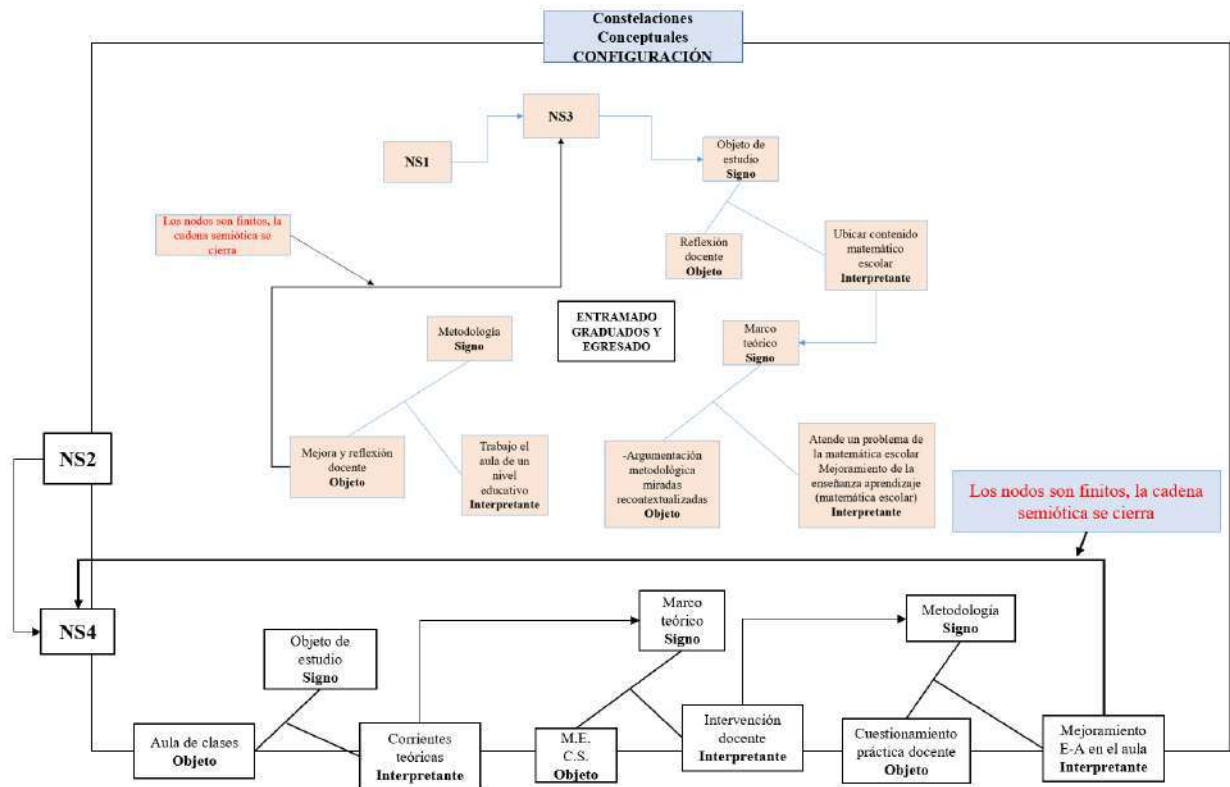 Constelaciones
Conceptuales
CONFIGURACIÓN
NS3
NS1
Objeto de
estudio
Signo
Los nodos son finitos, la
cadena semiótica se
cierra
Reflexión
docente
Objeto
Ubicar contenido
matemático
escolar
Interpretante
ENTRAMADO
GRADUADOS Y
EGRESADO
Metodología
Signo
Marco
teórico
Signo
Mejora y reflexión
docente
Objeto
Trabajo el
aula de un
nivel
educativo
Interpretante
-Argumentación
metodológica
miradas
recontextualizadas
Objeto
Atende un problema de
la matemática escolar
Mejoramiento de la
enseñanza aprendizaje
(matemática escolar)
Interpretante
NS2
Los nodos son finitos, la cadena
semiótica se cierra
NS4
Objeto de
estudio
Signo
Marco
teórico
Signo
Metodología
Signo
Aula de clases
Objeto
Corrientes
teóricas
Interpretante
M.E.
C.S.
Objeto
Intervención
docente
Interpretante
Cuestionamiento
práctica docente
Objeto
Mejoramiento
E-A en el aula
Interpretante